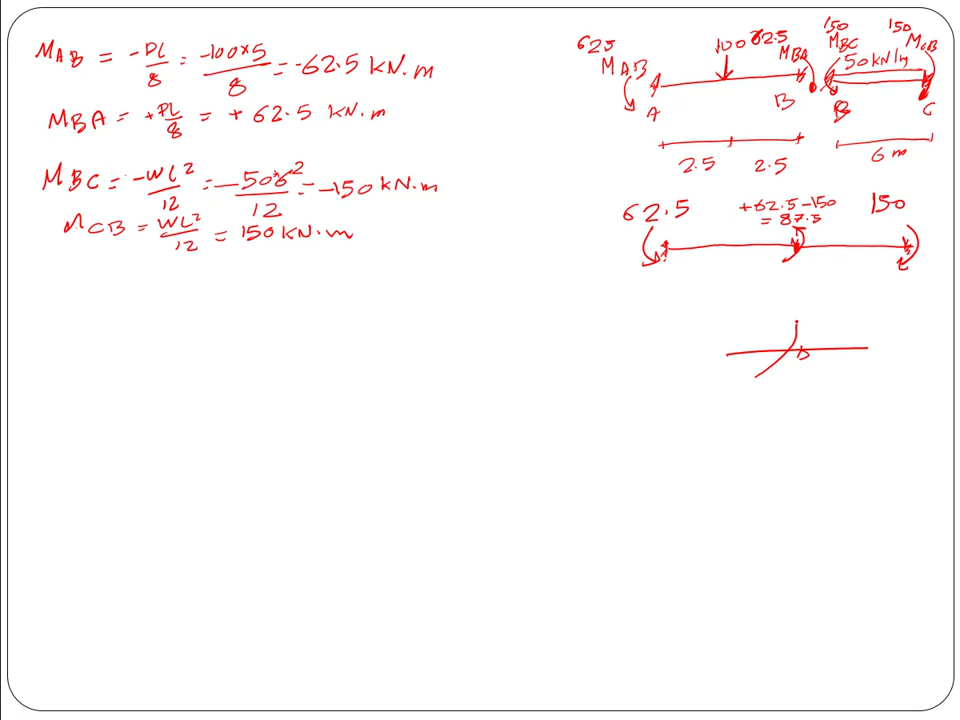 MAB = -PL/8 = -100×5/8 = -62.5 KN.m
MBA = +PL/8 = +62.5 KN.m
MBC = -WL²/12 = -50×6²/12 = -150 KN.m
MCB = WL²/12 = 150 KN.m
62.5 100 62.5 150 150
MAB MBA MBC MCB
50 KN/m
A B B C
2.5 2.5 6 m
62.5 +62.5-150 150
= 87.5